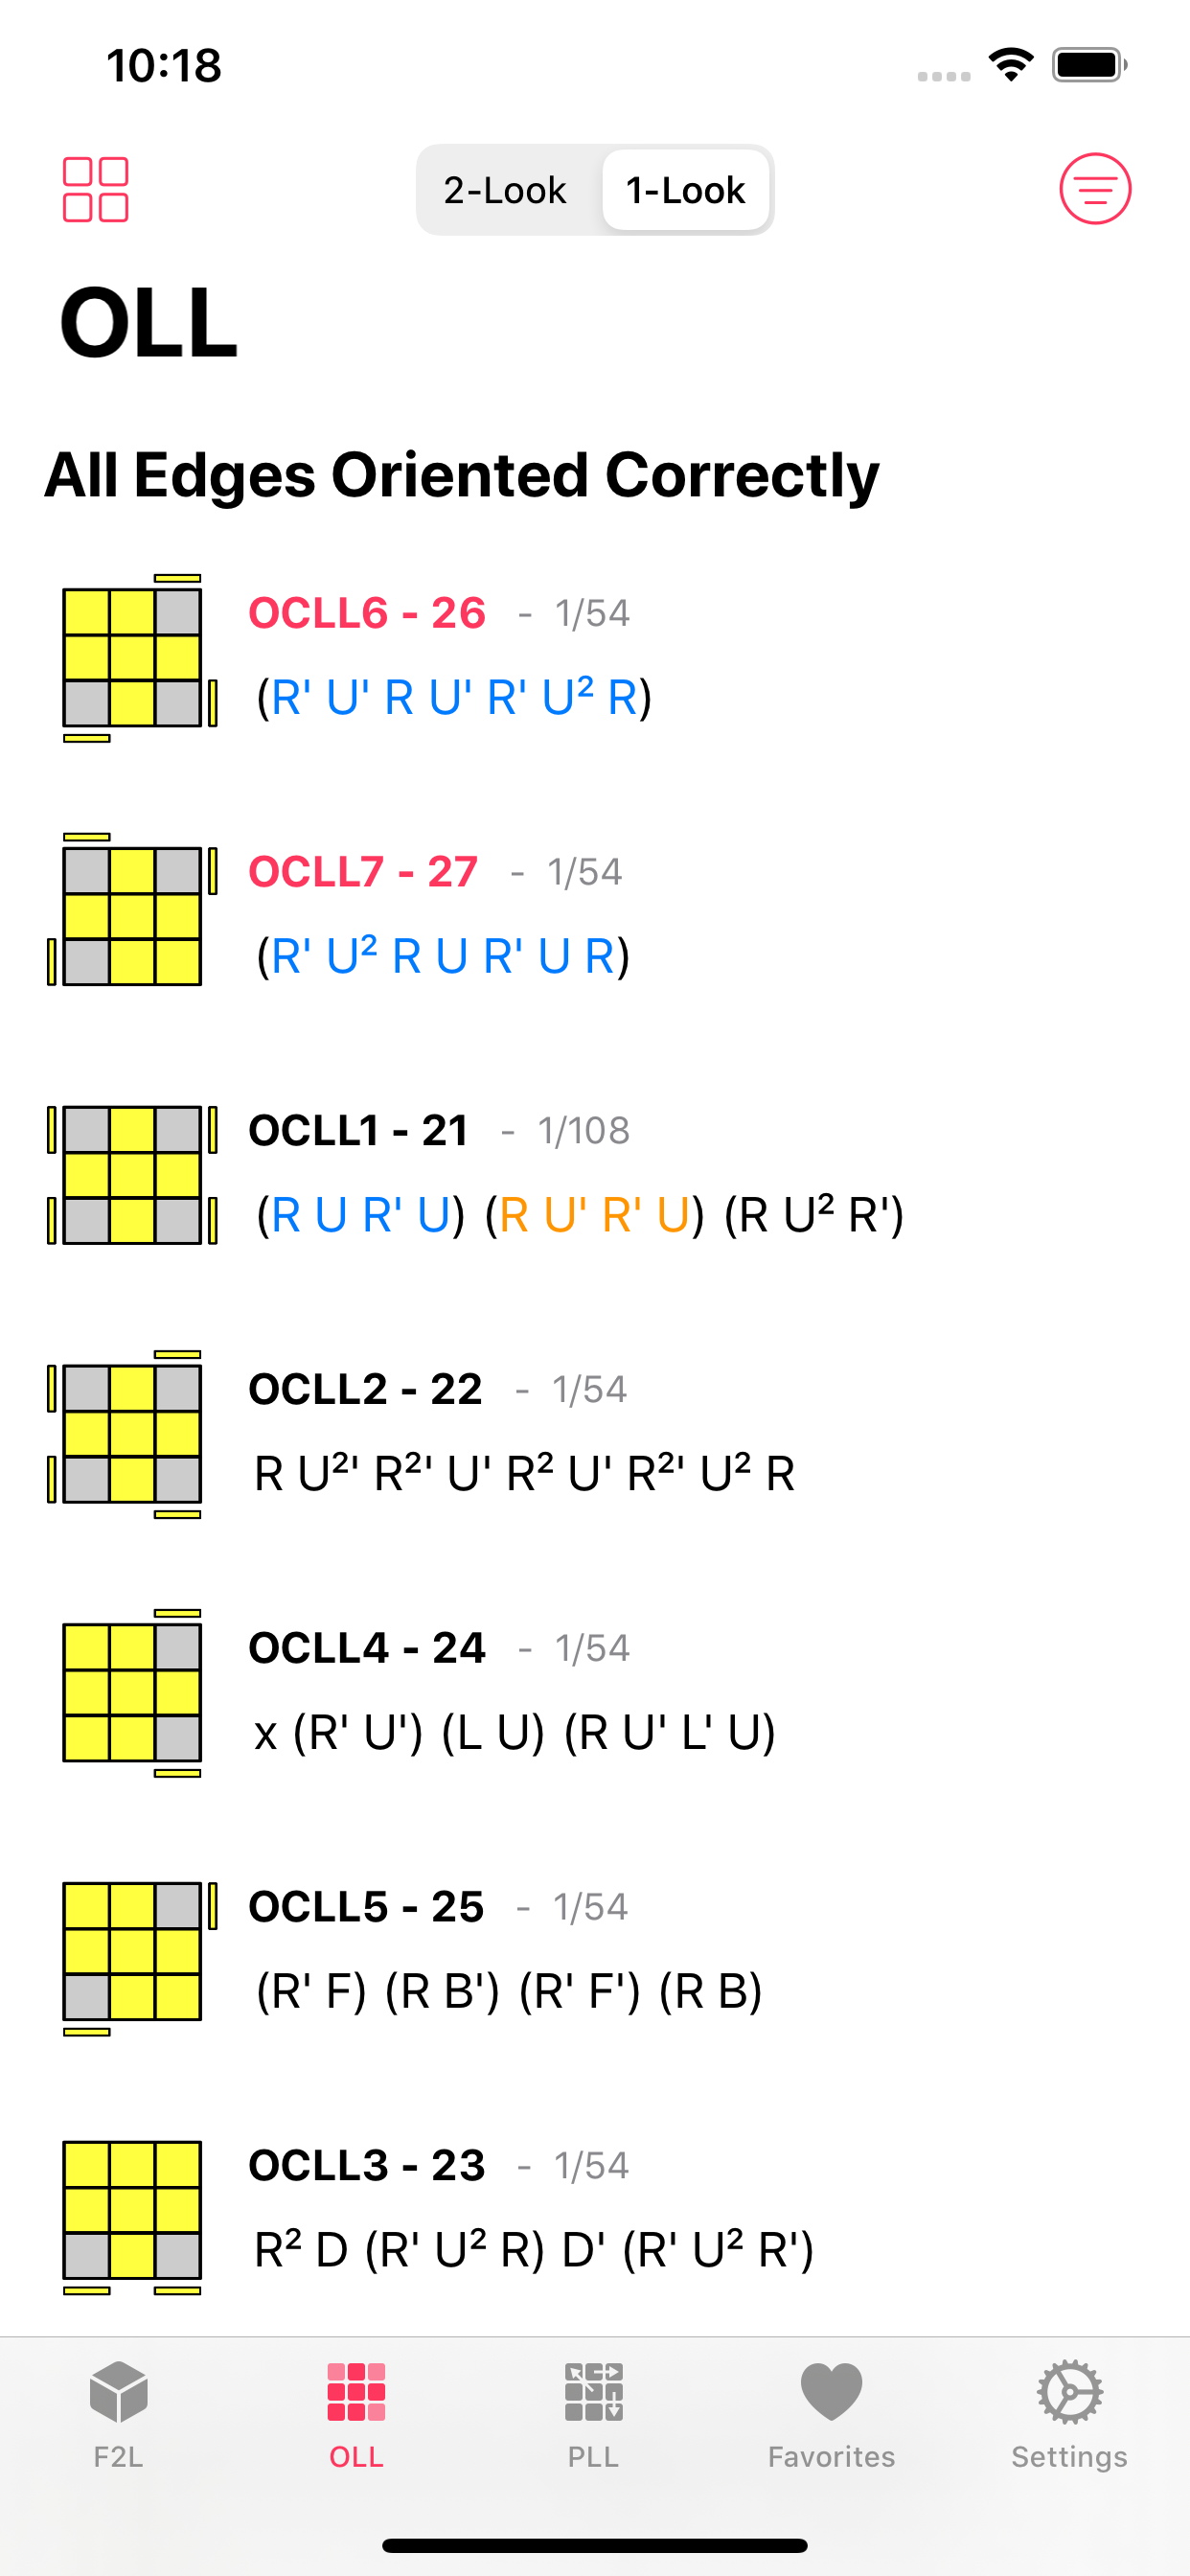 10:18
2-Look 1-Look
OLL
All Edges Oriented Correctly
OCLL6 - 26 - 1/54
(R' U' R U' R' U² R)
OCLL7 - 27 - 1/54
(R' U² R U R' U R)
OCLL1 - 21 - 1/108
(R U R' U) (R U' R' U) (R U² R')
OCLL2 - 22 - 1/54
R U²' R²' U' R² U' R²' U² R
OCLL4 - 24 - 1/54
x (R' U') (L U) (R U' L' U)
OCLL5 - 25 - 1/54
(R' F) (R B') (R' F') (R B)
OCLL3 - 23 - 1/54
R² D (R' U² R) D' (R' U² R')
F2L OLL PLL Favorites Settings